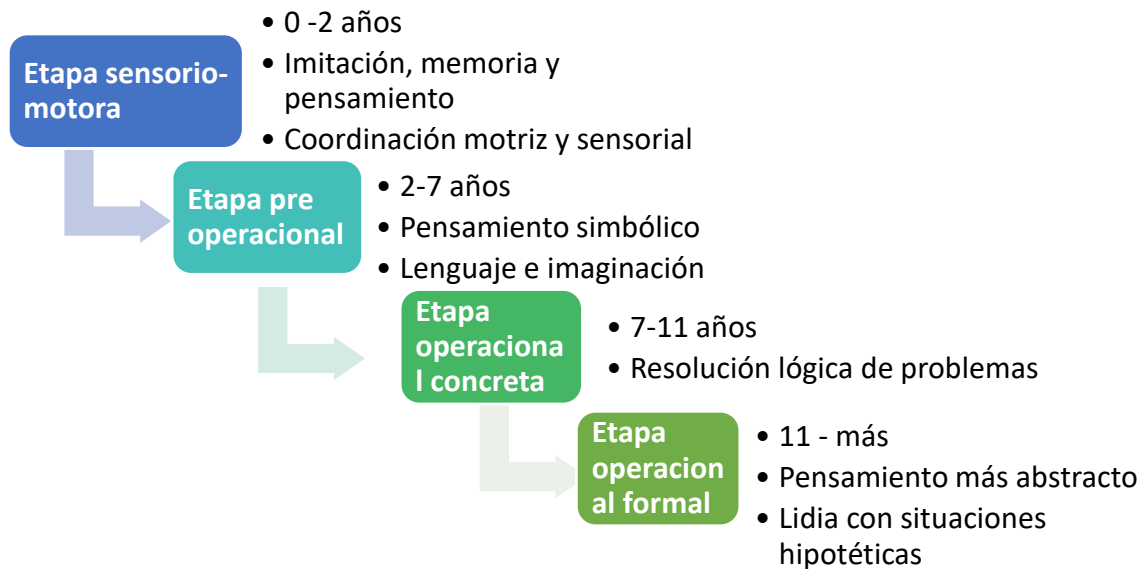 Etapa sensorio-
motora
• 0 -2 años
• Imitación, memoria y
pensamiento
• Coordinación motriz y sensorial
Etapa pre
operacional
• 2-7 años
• Pensamiento simbólico
• Lenguaje e imaginación
Etapa
operaciona
l concreta
• 7-11 años
• Resolución lógica de problemas
Etapa
operacion
al formal
• 11 - más
• Pensamiento más abstracto
• Lidia con situaciones
hipotéticas